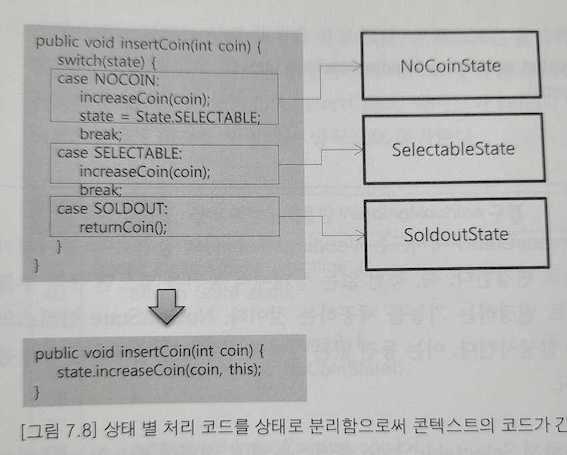 public void insertCoin(int coin) {
switch(state) {
case NOCOIN:
increaseCoin(coin);
state = State.SELECTABLE;
break;
case SELECTABLE:
increaseCoin(coin);
break;
case SOLDOUT:
returnCoin();
}
}
NoCoinState
SelectableState
SoldoutState
public void insertCoin(int coin) {
state.increaseCoin(coin, this);
}
[그림 7.8] 상태 별 처리 코드를 상태로 분리함으로써 콘텍스트의 코드가